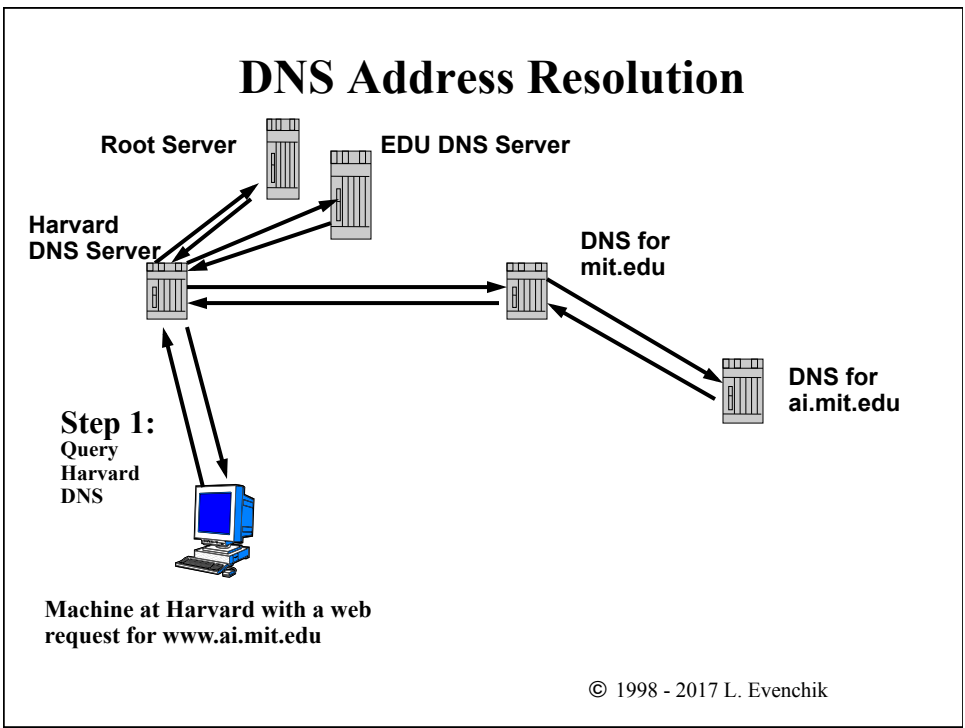 DNS Address Resolution
Root Server
EDU DNS Server
Harvard
DNS Server
DNS for
mit.edu
DNS for
ai.mit.edu
Step 1:
Query
Harvard
DNS
Machine at Harvard with a web
request for www.ai.mit.edu
© 1998 - 2017 L. Evenchik